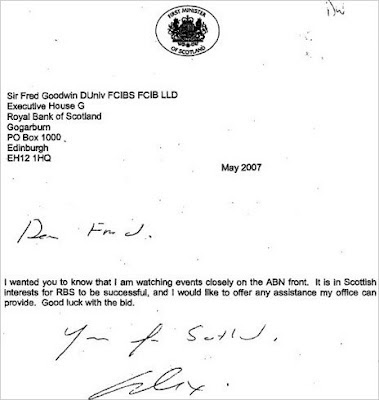 FIRST MINISTER
OF SCOTLAND
Sir Fred Goodwin DUniv FCIBS FCIB LLD
Executive House G
Royal Bank of Scotland
Gogarburn
PO Box 1000
Edinburgh
EH12 1HQ
May 2007
Dear Fred,
I wanted you to know that I am watching events closely on the ABN front. It is in Scottish
interests for RBS to be successful, and I would like to offer any assistance my office can
provide. Good luck with the bid.
Yours for Scotland,
Alex.